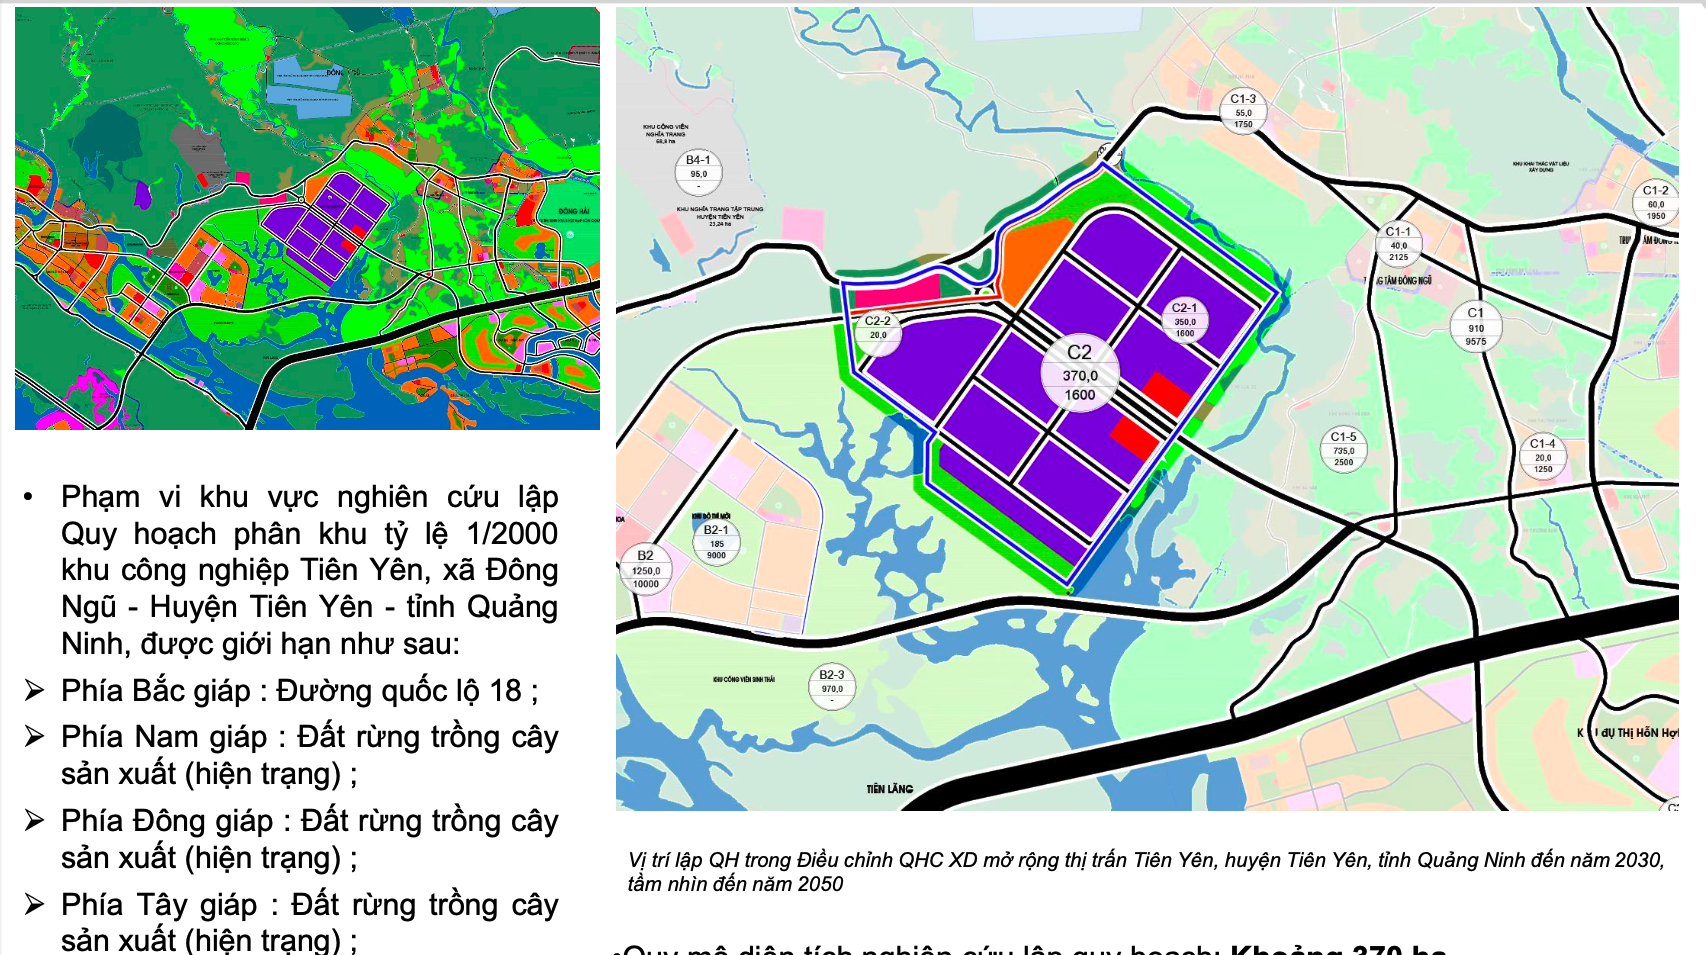 ĐÔNG HẢI
KHU CÔNG VIÊN
NGHĨA TRANG
68,8 ha
B4-1
95,0
-
KHU NGHĨA TRANG TẬP TRUNG
HUYỆN TIÊN YÊN
23,24 ha
C1-3
55,0
1750
KHU KHAI THÁC VẬT LIỆU
XÂY DỰNG
C1-2
60,0
1950
C1-1
40,0
2125
TÂM ĐÔNG NGŨ
C1
910
9575
C2-1
350,0
1600
C2-2
20,0
C2
370,0
1600
C1-5
735,0
2500
C1-4
20,0
1250
KHU ĐÔ THỊ MỚI
B2-1
185
9000
B2
1250,0
10000
KHU CÔNG VIÊN SINH THÁI
B2-3
970,0
-
TIÊN LÃNG
• Phạm vi khu vực nghiên cứu lập
Quy hoạch phân khu tỷ lệ 1/2000
khu công nghiệp Tiên Yên, xã Đông
Ngũ - Huyện Tiên Yên - tỉnh Quảng
Ninh, được giới hạn như sau:
➢ Phía Bắc giáp : Đường quốc lộ 18 ;
➢ Phía Nam giáp : Đất rừng trồng cây
sản xuất (hiện trạng) ;
➢ Phía Đông giáp : Đất rừng trồng cây
sản xuất (hiện trạng) ;
➢ Phía Tây giáp : Đất rừng trồng cây
sản xuất (hiện trạng) ;
Vị trí lập QH trong Điều chỉnh QHC XD mở rộng thị trấn Tiên Yên, huyện Tiên Yên, tỉnh Quảng Ninh đến năm 2030,
tầm nhìn đến năm 2050
•Quy mô diện tích nghiên cứu lập quy hoạch: Khoảng 370 ha